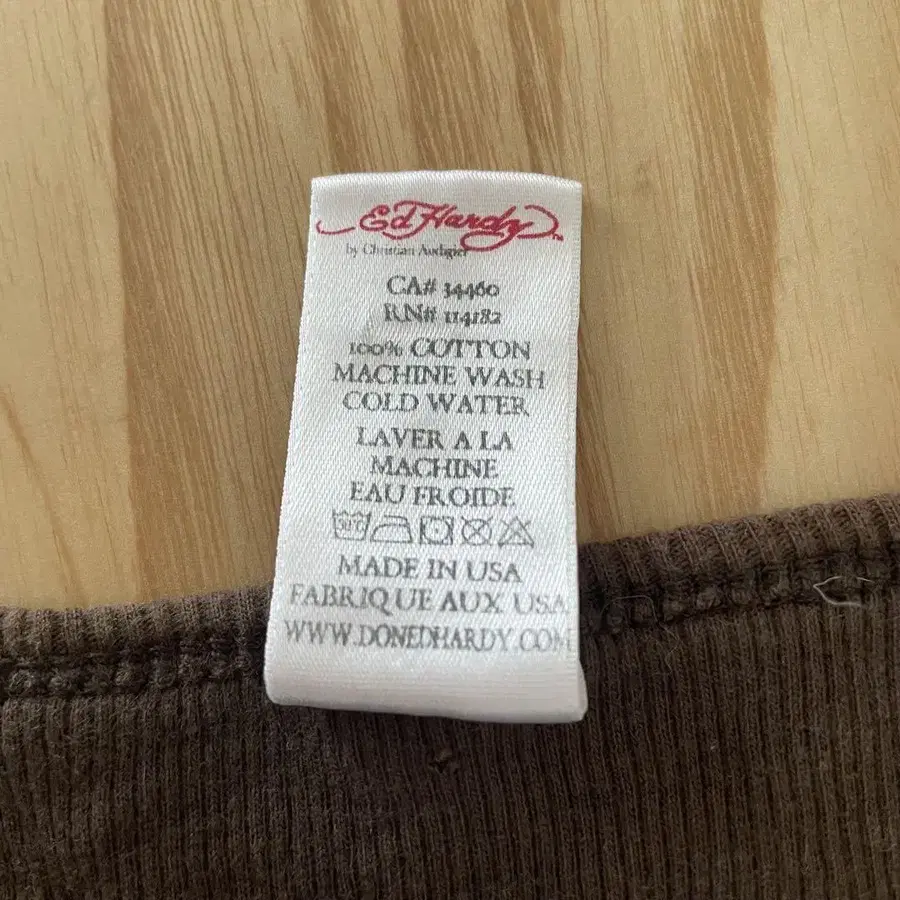 Ed Hardy
by Christian Audigier
CA# 34460
RN# 114182
100% COTTON
MACHINE WASH
COLD WATER
LAVER A LA
MACHINE
EAU FROIDE
MADE IN USA
FABRIQUE AUX USA
WWW.DONEDHARDY.COM